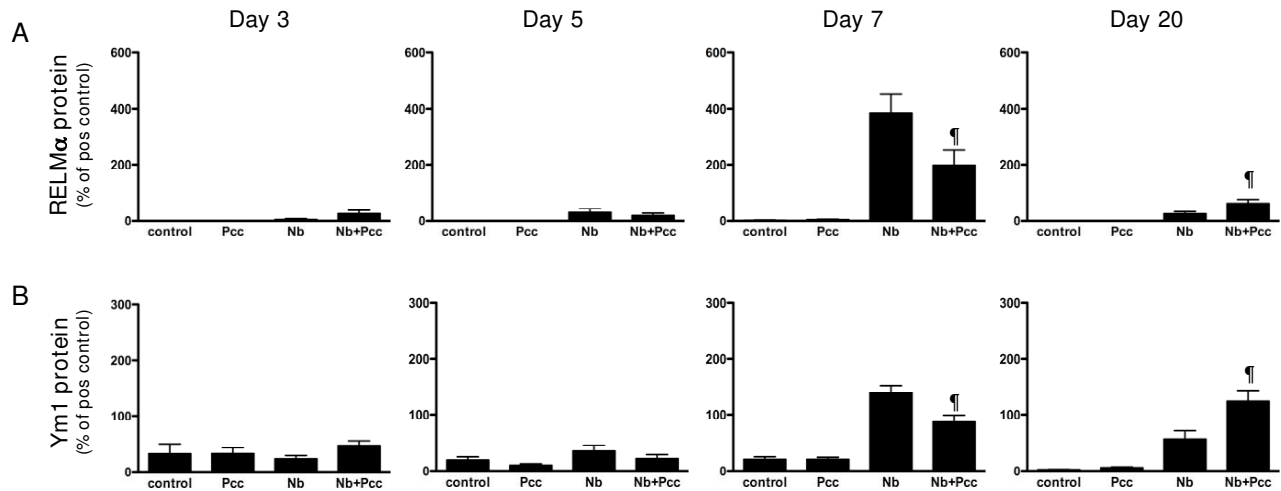 Day 3 Day 5 Day 7 Day 20
A
RELMα protein
(% of pos control)
600 600 600 600
400 400 400 400
¶ ¶
200 200 200 200
0 0 0 0
control Pcc Nb Nb+Pcc control Pcc Nb Nb+Pcc control Pcc Nb Nb+Pcc control Pcc Nb Nb+Pcc
B
Ym1 protein
(% of pos control)
300 300 300 300
200 200 200 200
¶ ¶
100 100 100 100
0 0 0 0
control Pcc Nb Nb+Pcc control Pcc Nb Nb+Pcc control Pcc Nb Nb+Pcc control Pcc Nb Nb+Pcc